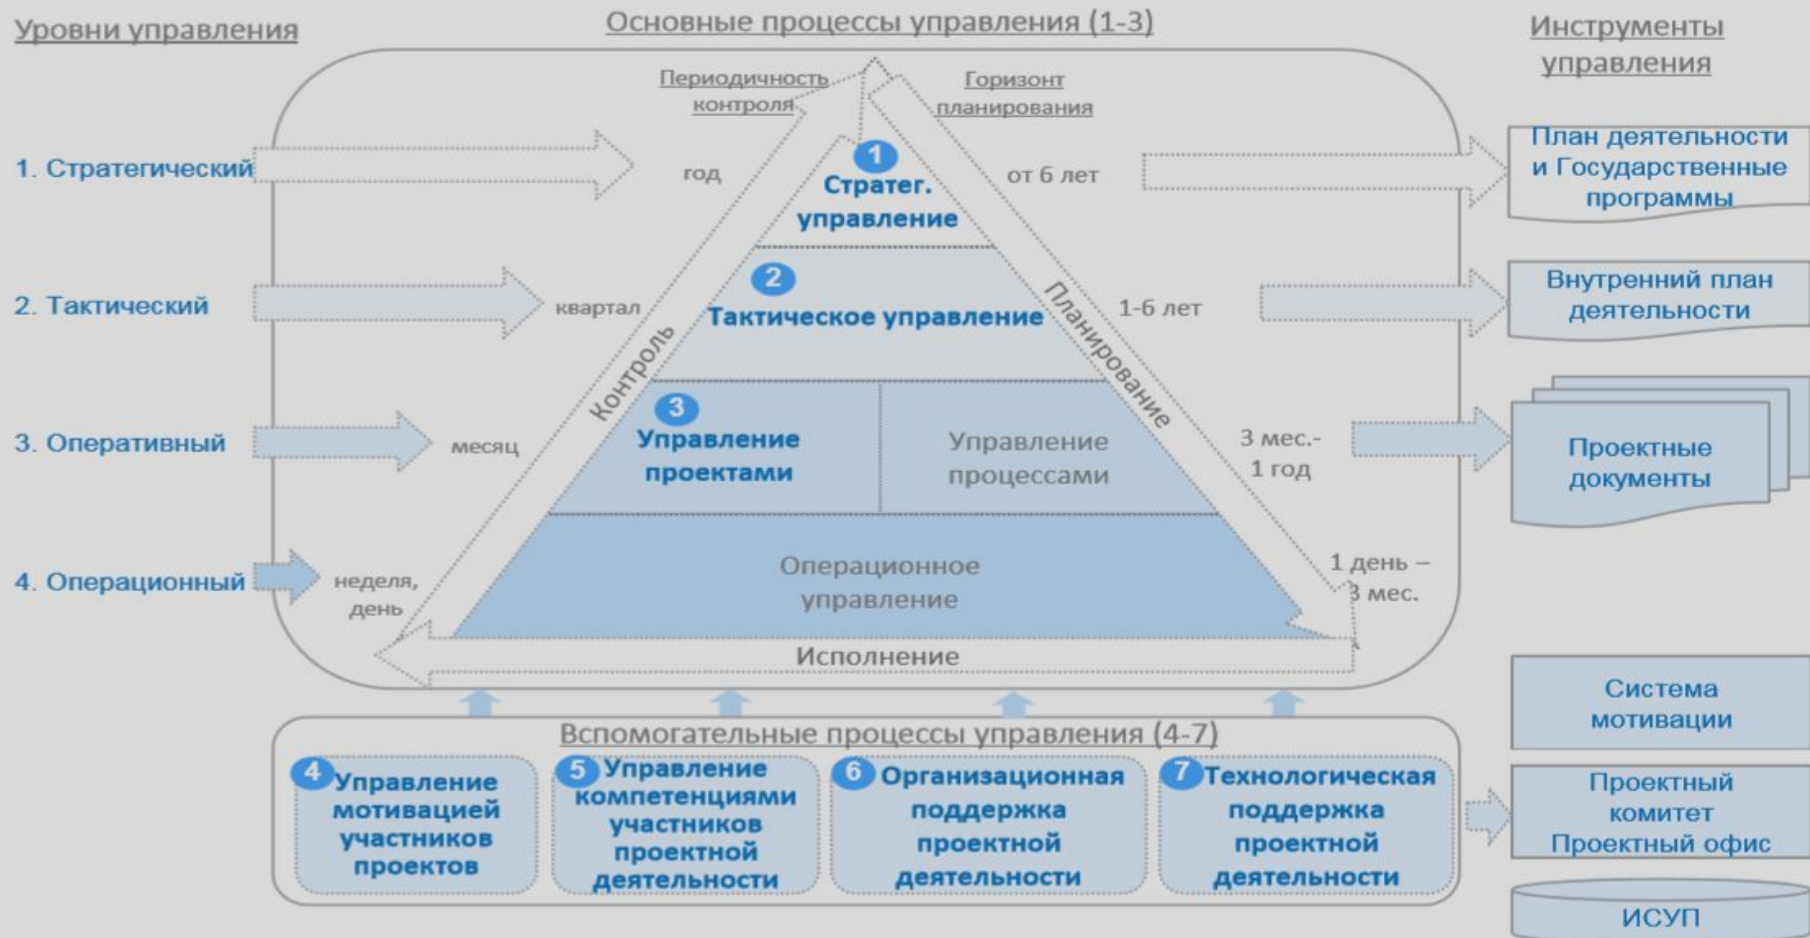 Уровни управления
Основные процессы управления (1-3)
Инструменты
управления
Периодичность
контроля
Горизонт
планирования
1. Стратегический
год
1
Стратег.
управление
от 6 лет
План деятельности
и Государственные
программы
2. Тактический
квартал
2
Тактическое управление
1-6 лет
Внутренний план
деятельности
Контроль
Планирование
3. Оперативный
месяц
3
Управление
проектами
Управление
процессами
3 мес.-
1 год
Проектные
документы
4. Операционный
неделя,
день
Операционное
управление
1 день –
3 мес.
Исполнение
Система
мотивации
Вспомогательные процессы управления (4-7)
4
Управление
мотивацией
участников
проектов
5
Управление
компетенциями
участников
проектной
деятельности
6
Организационная
поддержка
проектной
деятельности
7
Технологическая
поддержка
проектной
деятельности
Проектный
комитет
Проектный офис
ИСУП